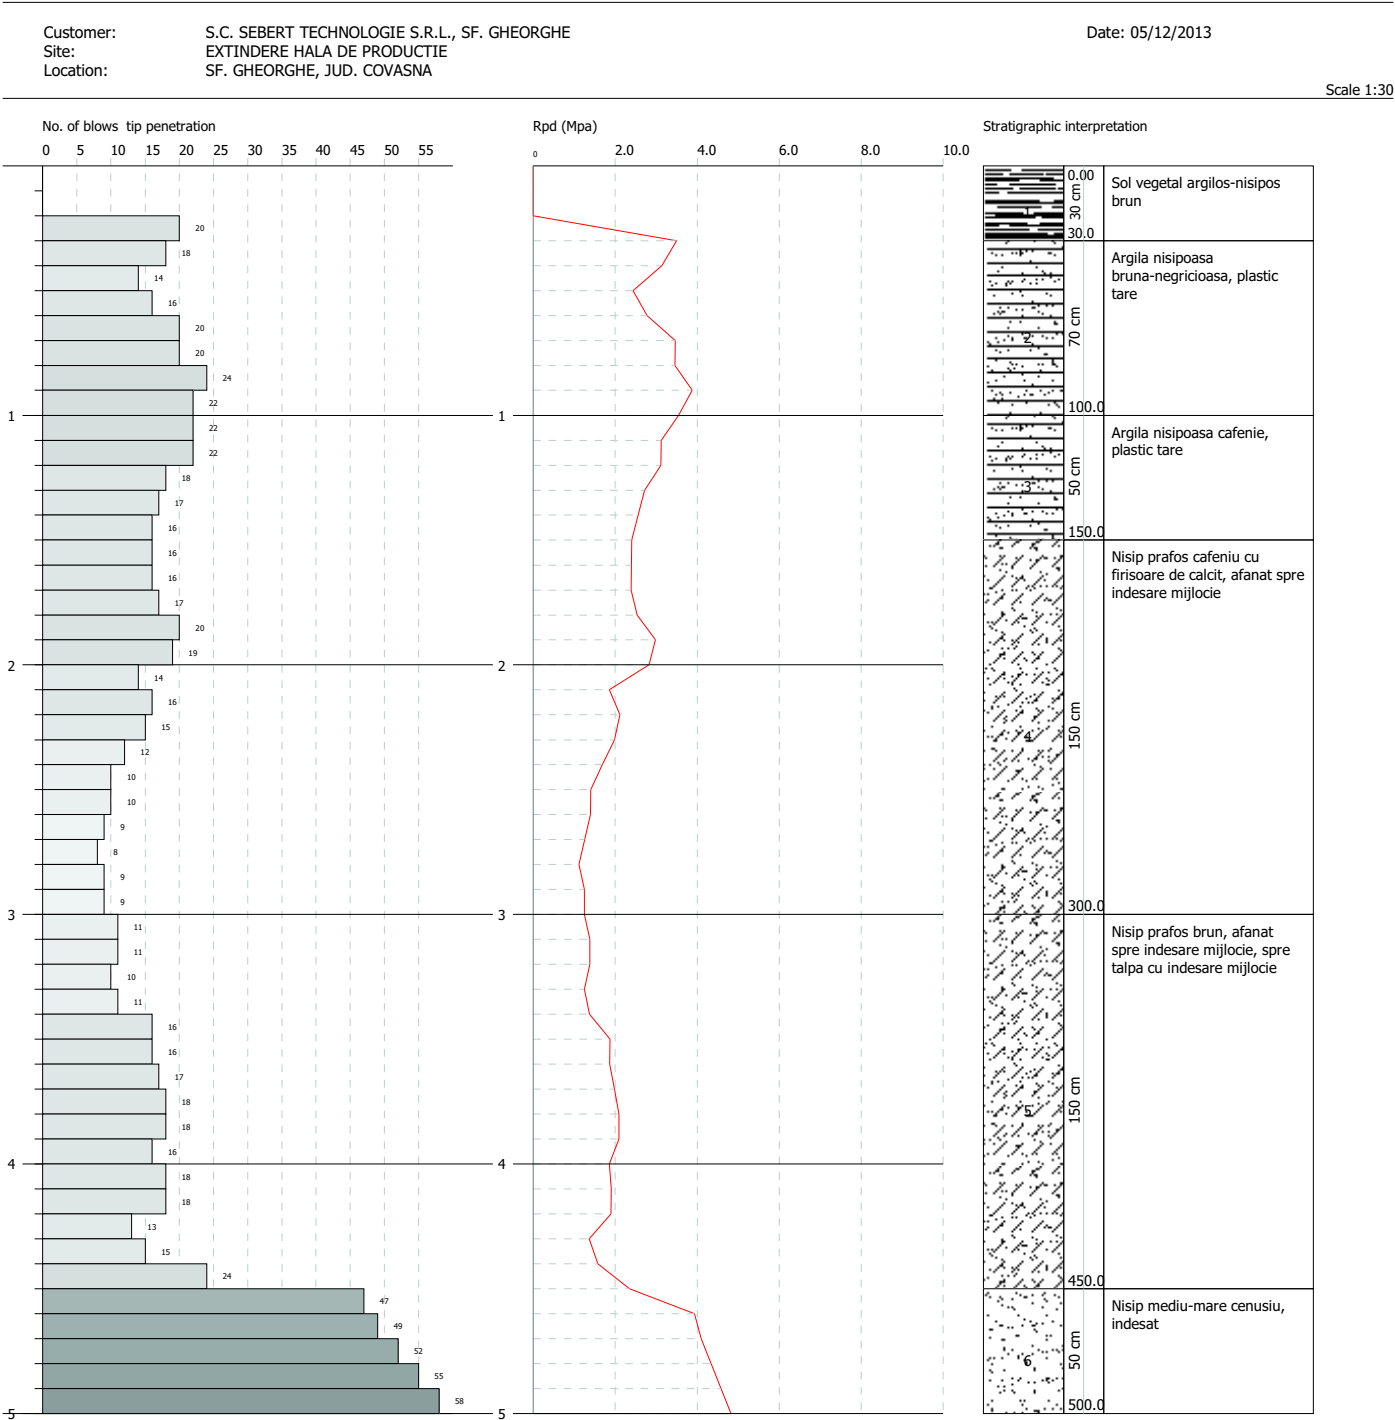 Customer: S.C. SEBERT TECHNOLOGIE S.R.L., SF. GHEORGHE Date: 05/12/2013
Site: EXTINDERE HALA DE PRODUCTIE
Location: SF. GHEORGHE, JUD. COVASNA
Scale 1:30
No. of blows tip penetration
0 5 10 15 20 25 30 35 40 45 50 55
20
18
14
16
20
20
24
22
1
22
22
18
17
16
16
16
17
20
19
2
14
16
15
12
10
10
9
8
9
9
3
11
11
10
11
16
16
17
18
18
16
4
18
18
13
15
24
47
49
52
55
58
5
Rpd (Mpa)
0 2.0 4.0 6.0 8.0 10.0
1
2
3
4
5
Stratigraphic interpretation
0.00
1
30 cm
30.0
Sol vegetal argilos-nisipos
brun
2
70 cm
100.0
Argila nisipoasa
bruna-negricioasa, plastic
tare
3
50 cm
150.0
Argila nisipoasa cafenie,
plastic tare
4
150 cm
300.0
Nisip prafos cafeniu cu
firisoare de calcit, afanat spre
indesare mijlocie
5
150 cm
450.0
Nisip prafos brun, afanat
spre indesare mijlocie, spre
talpa cu indesare mijlocie
6
50 cm
500.0
Nisip mediu-mare cenusiu,
indesat